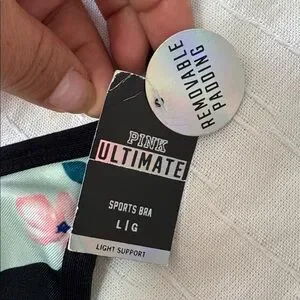 REMOVABLE
PADDING
PINK
ULTIMATE
SPORTS BRA
L|G
LIGHT SUPPORT